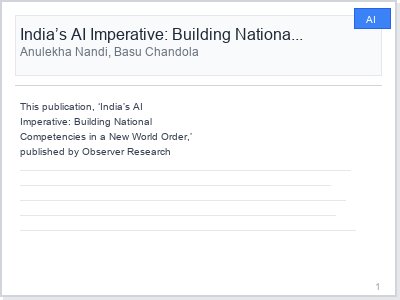 AI
India’s AI Imperative: Building Nationa...
Anulekha Nandi, Basu Chandola
This publication, ‘India’s AI
Imperative: Building National
Competencies in a New World Order,’
published by Observer Research
1